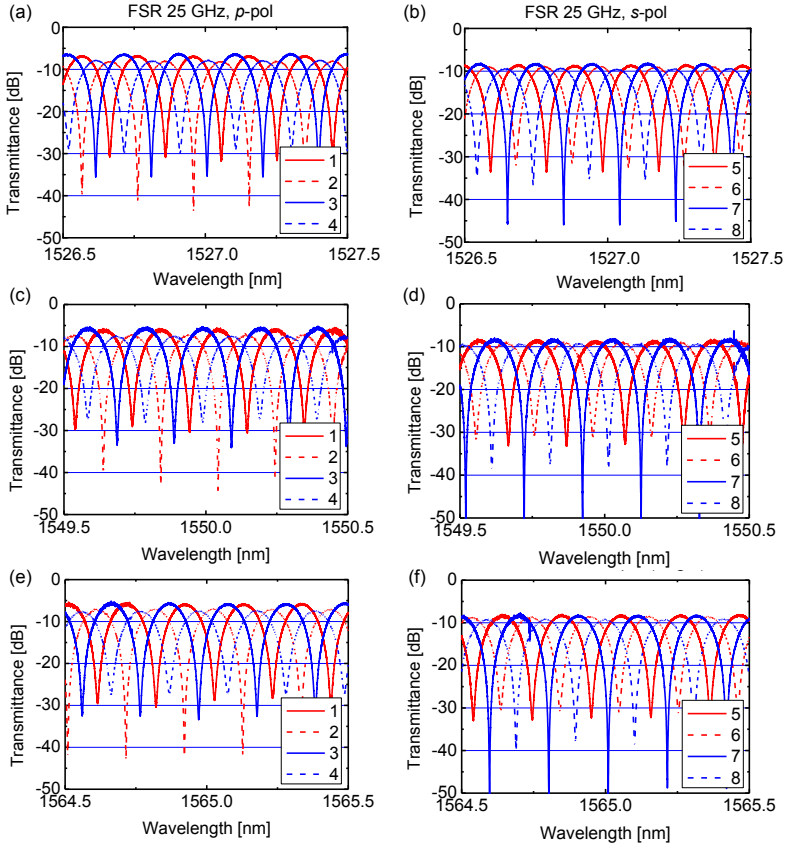 (a) FSR 25 GHz, p-pol
0
-10
-20
-30
-40
-50
Transmittance [dB]
1
2
3
4
1526.5 1527.0 1527.5
Wavelength [nm]
(b) FSR 25 GHz, s-pol
0
-10
-20
-30
-40
-50
Transmittance [dB]
5
6
7
8
1526.5 1527.0 1527.5
Wavelength [nm]
(c)
0
-10
-20
-30
-40
-50
Transmittance [dB]
1
2
3
4
1549.5 1550.0 1550.5
Wavelength [nm]
(d)
0
-10
-20
-30
-40
-50
Transmittance [dB]
5
6
7
8
1549.5 1550.0 1550.5
Wavelength [nm]
(e)
0
-10
-20
-30
-40
-50
Transmittance [dB]
1
2
3
4
1564.5 1565.0 1565.5
Wavelength [nm]
(f)
0
-10
-20
-30
-40
-50
Transmittance [dB]
5
6
7
8
1564.5 1565.0 1565.5
Wavelength [nm]